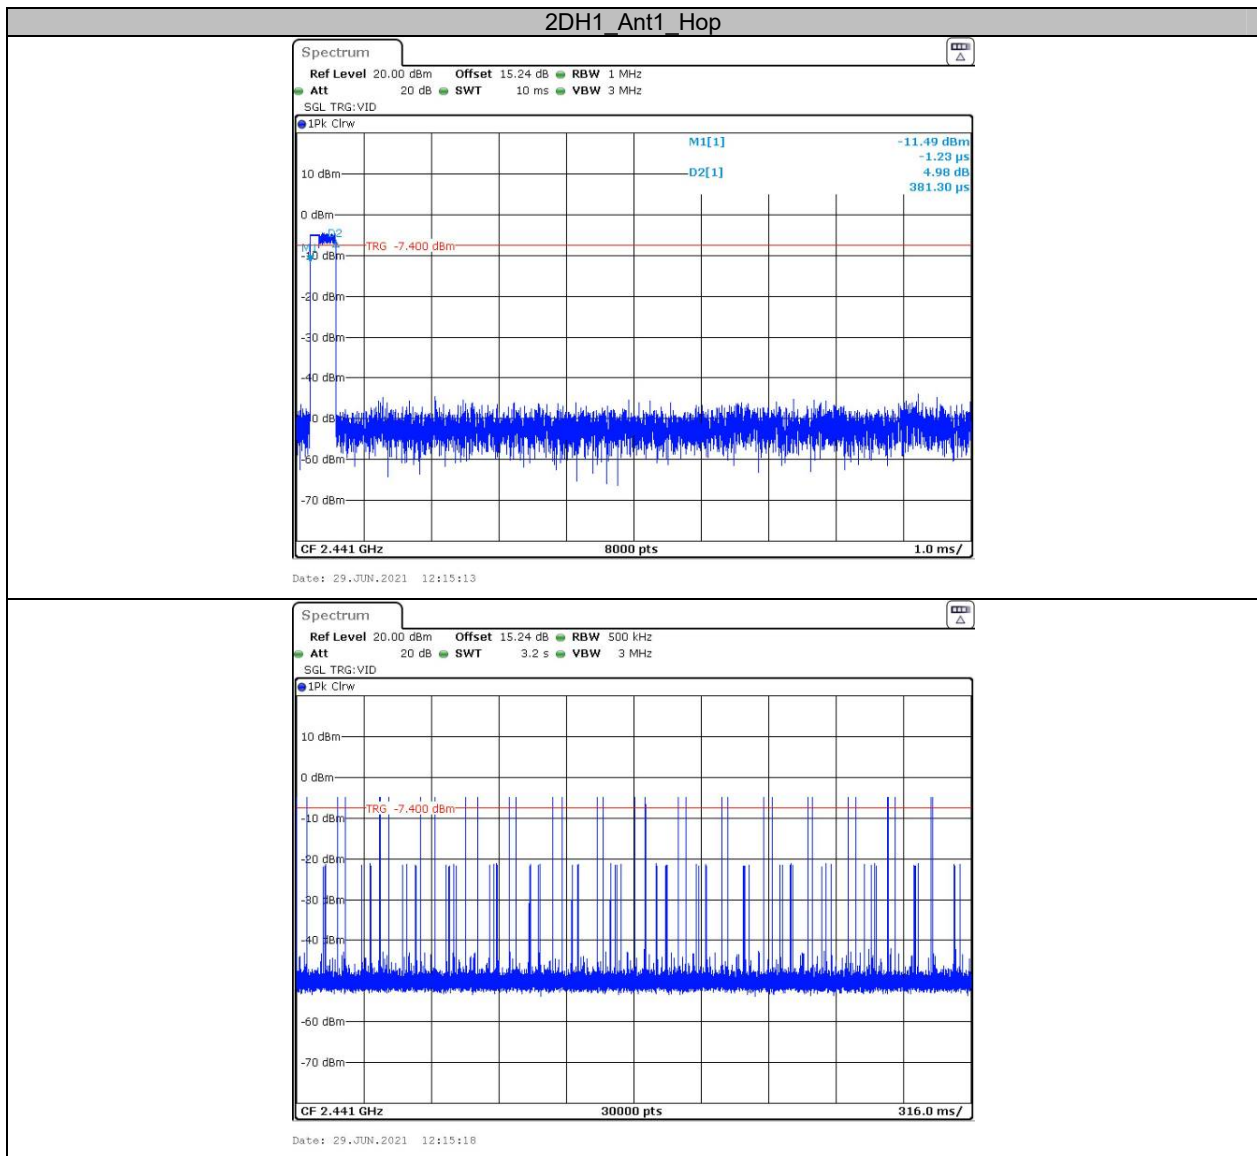 2DH1_Ant1_Hop
Spectrum
Ref Level 20.00 dBm Offset 15.24 dB RBW 1 MHz
Att 20 dB SWT 10 ms VBW 3 MHz
SGL TRG:VID
1Pk Clrw
M1[1] -11.49 dBm
-1.23 µs
10 dBm D2[1] 4.98 dB
381.30 µs
0 dBm
D2
M1 TRG -7.400 dBm
-10 dBm
-20 dBm
-30 dBm
-40 dBm
-60 dBm
-70 dBm
CF 2.441 GHz 8000 pts 1.0 ms/
Date: 29.JUN.2021 12:15:13
Spectrum
Ref Level 20.00 dBm Offset 15.24 dB RBW 500 kHz
Att 20 dB SWT 3.2 s VBW 3 MHz
SGL TRG:VID
1Pk Clrw
10 dBm
0 dBm
TRG -7.400 dBm
-10 dBm
-20 dBm
-30 dBm
-40 dBm
-60 dBm
-70 dBm
CF 2.441 GHz 30000 pts 316.0 ms/
Date: 29.JUN.2021 12:15:18